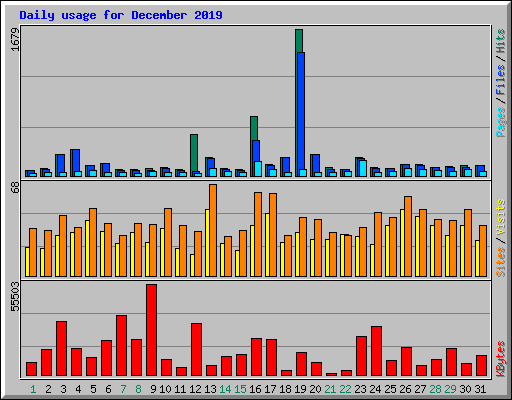 Daily usage for December 2019
1679
68
55503
Pages / Files / Hits
Sites / Visits
KBytes
1 2 3 4 5 6 7 8 9 10 11 12 13 14 15 16 17 18 19 20 21 22 23 24 25 26 27 28 29 30 31